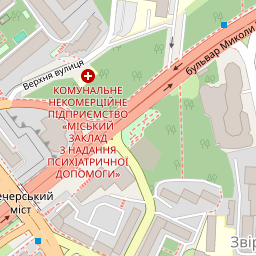 Верхня вулиця
бульвар Миколи
КОМУНАЛЬНЕ
НЕКОМЕРЦІЙНЕ
ПІДПРИЄМСТВО
«МІСЬКИЙ
ЗАКЛАД
З НАДАННЯ
ПСИХІАТРИЧНОЇ
ДОПОМОГИ»
ечерський
міст
Звір